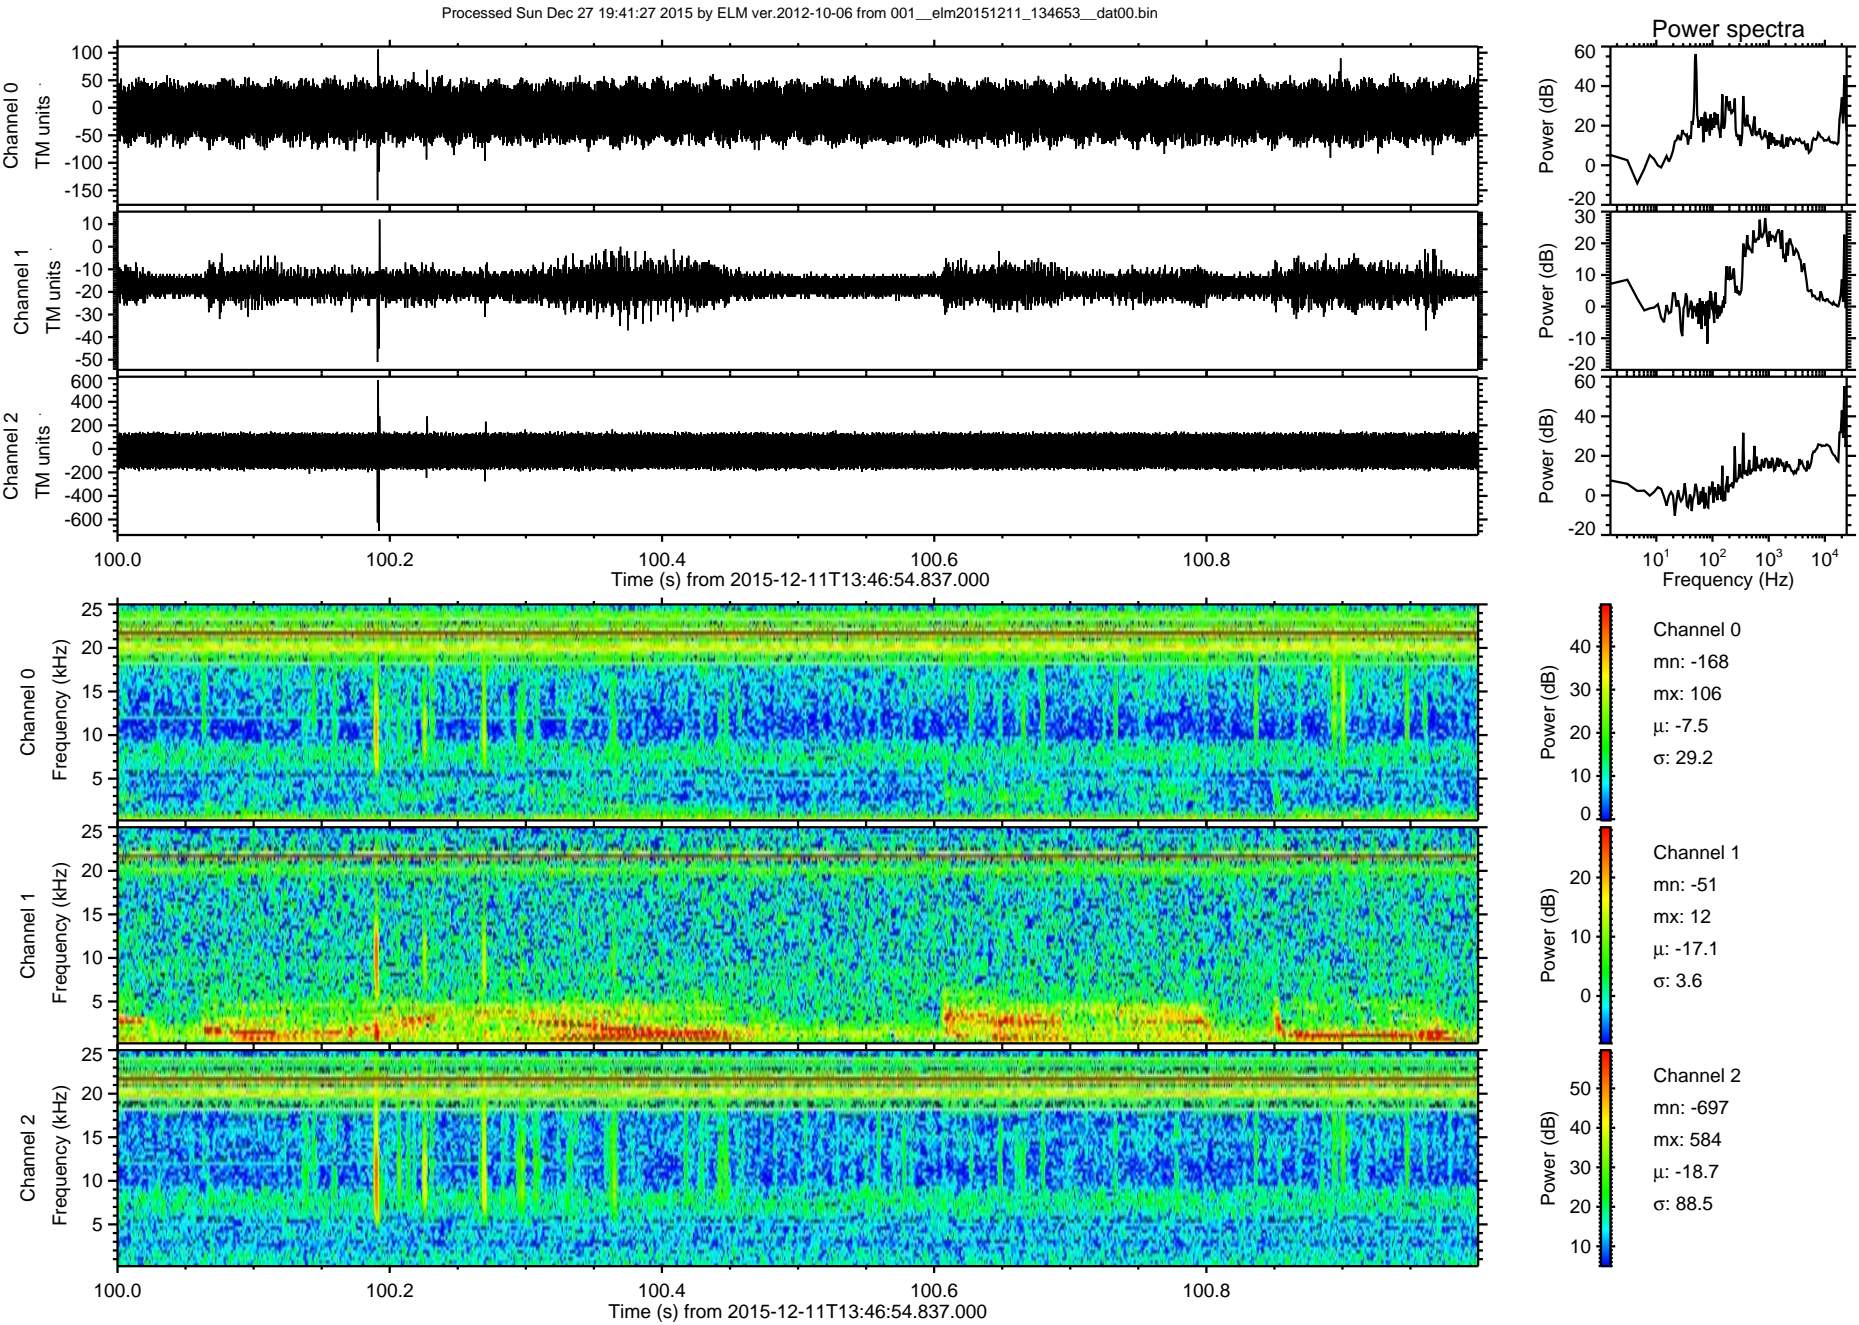 Processed Sun Dec 27 19:41:27 2015 by ELM ver.2012-10-06 from 001__elm20151211_134653__dat00.bin
Power spectra
Channel 0
TM units
100
50
0
-50
-100
-150
Power (dB)
60
40
20
0
-20
Channel 1
TM units
10
0
-10
-20
-30
-40
-50
Power (dB)
30
20
10
0
-10
-20
Channel 2
TM units
600
400
200
0
-200
-400
-600
Power (dB)
60
40
20
0
-20
100.0 100.2 100.4 100.6 100.8
Time (s) from 2015-12-11T13:46:54.837.000
10¹ 10² 10³ 10⁴
Frequency (Hz)
Channel 0
Frequency (kHz)
25
20
15
10
5
Power (dB)
40
30
20
10
0
Channel 0
mn: -168
mx: 106
μ: -7.5
σ: 29.2
Channel 1
Frequency (kHz)
25
20
15
10
5
Power (dB)
20
10
0
Channel 1
mn: -51
mx: 12
μ: -17.1
σ: 3.6
Channel 2
Frequency (kHz)
25
20
15
10
5
Power (dB)
50
40
30
20
10
Channel 2
mn: -697
mx: 584
μ: -18.7
σ: 88.5
100.0 100.2 100.4 100.6 100.8
Time (s) from 2015-12-11T13:46:54.837.000